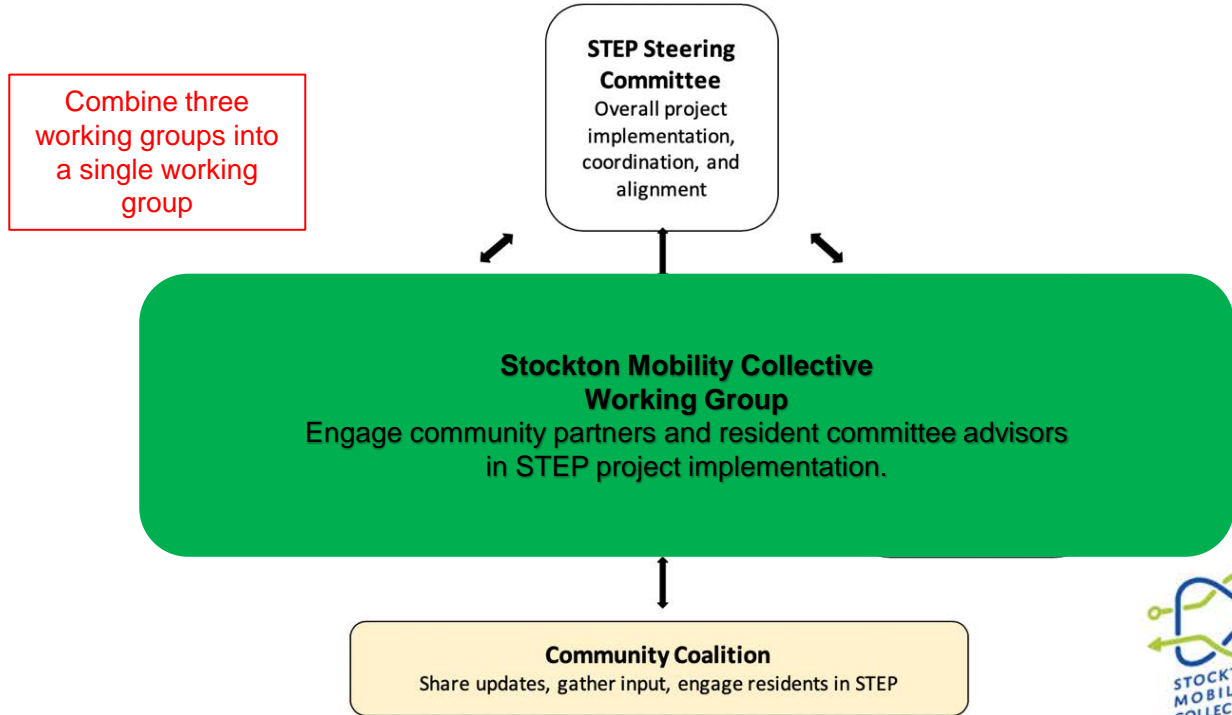 STEP Steering
Committee
Overall project
implementation,
coordination, and
alignment
Combine three
working groups into
a single working
group
Stockton Mobility Collective
Working Group
Engage community partners and resident committee advisors
in STEP project implementation.
Community Coalition
Share updates, gather input, engage residents in STEP